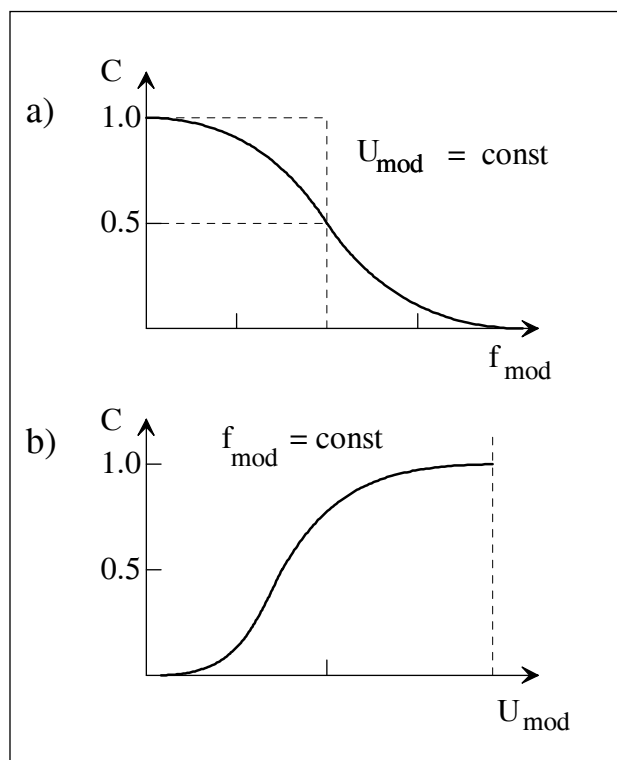 C
a)
1.0
U_mod = const
0.5
f_mod
C
b)
f_mod = const
1.0
0.5
U_mod